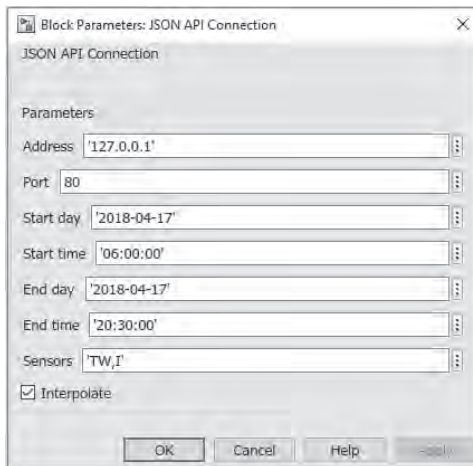 Block Parameters: JSON API Connection
JSON API Connection
Parameters
Address '127.0.0.1'
Port 80
Start day '2018-04-17'
Start time '06:00:00'
End day '2018-04-17'
End time '20:30:00'
Sensors 'TW,I'
Interpolate
OK Cancel Help Apply